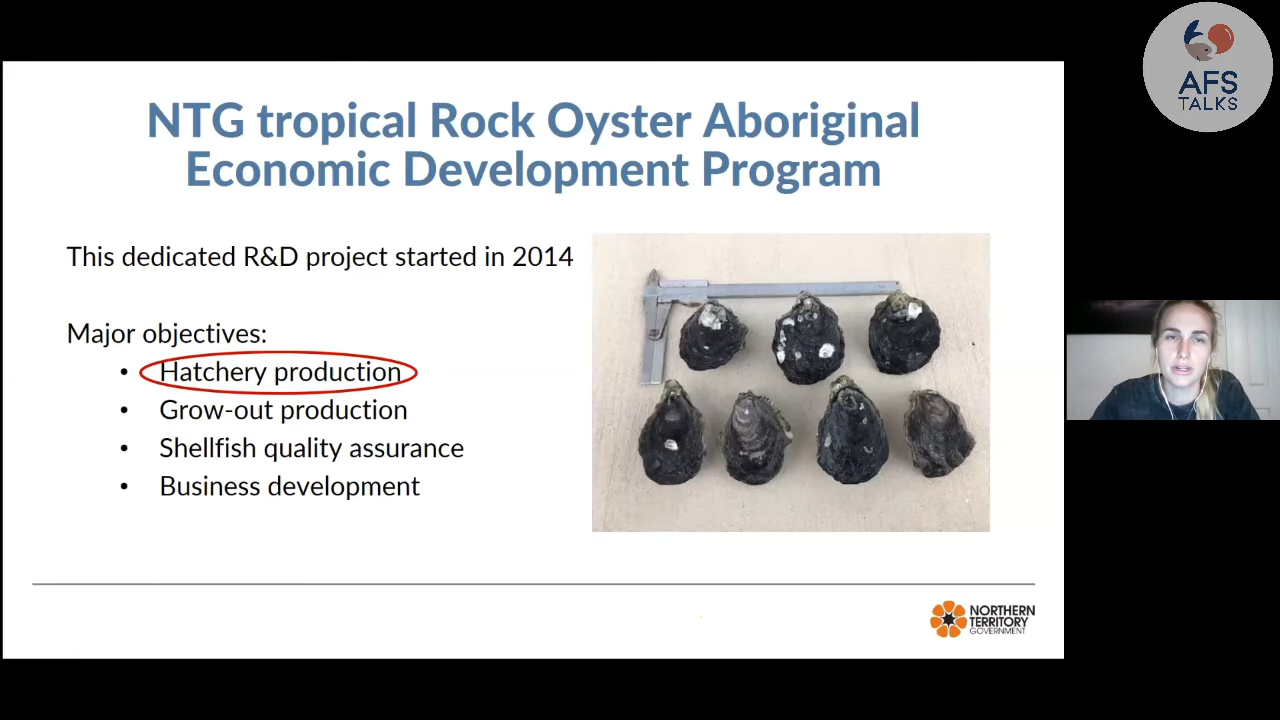 AFS
TALKS
NTG tropical Rock Oyster Aboriginal
Economic Development Program
This dedicated R&D project started in 2014
Major objectives:
• Hatchery production
• Grow-out production
• Shellfish quality assurance
• Business development
NORTHERN
TERRITORY
GOVERNMENT